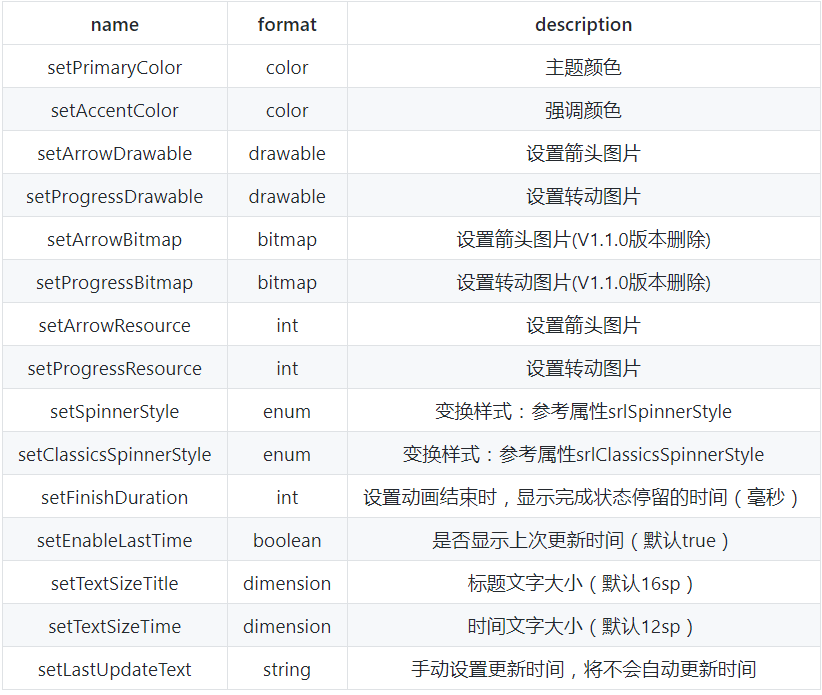 name format description
setPrimaryColor color 主题颜色
setAccentColor color 强调颜色
setArrowDrawable drawable 设置箭头图片
setProgressDrawable drawable 设置转动图片
setArrowBitmap bitmap 设置箭头图片(V1.1.0版本删除)
setProgressBitmap bitmap 设置转动图片(V1.1.0版本删除)
setArrowResource int 设置箭头图片
setProgressResource int 设置转动图片
setSpinnerStyle enum 变换样式：参考属性srlSpinnerStyle
setClassicsSpinnerStyle enum 变换样式：参考属性srlClassicsSpinnerStyle
setFinishDuration int 设置动画结束时，显示完成状态停留的时间（毫秒）
setEnableLastTime boolean 是否显示上次更新时间（默认true）
setTextSizeTitle dimension 标题文字大小（默认16sp）
setTextSizeTime dimension 时间文字大小（默认12sp）
setLastUpdateText string 手动设置更新时间，将不会自动更新时间